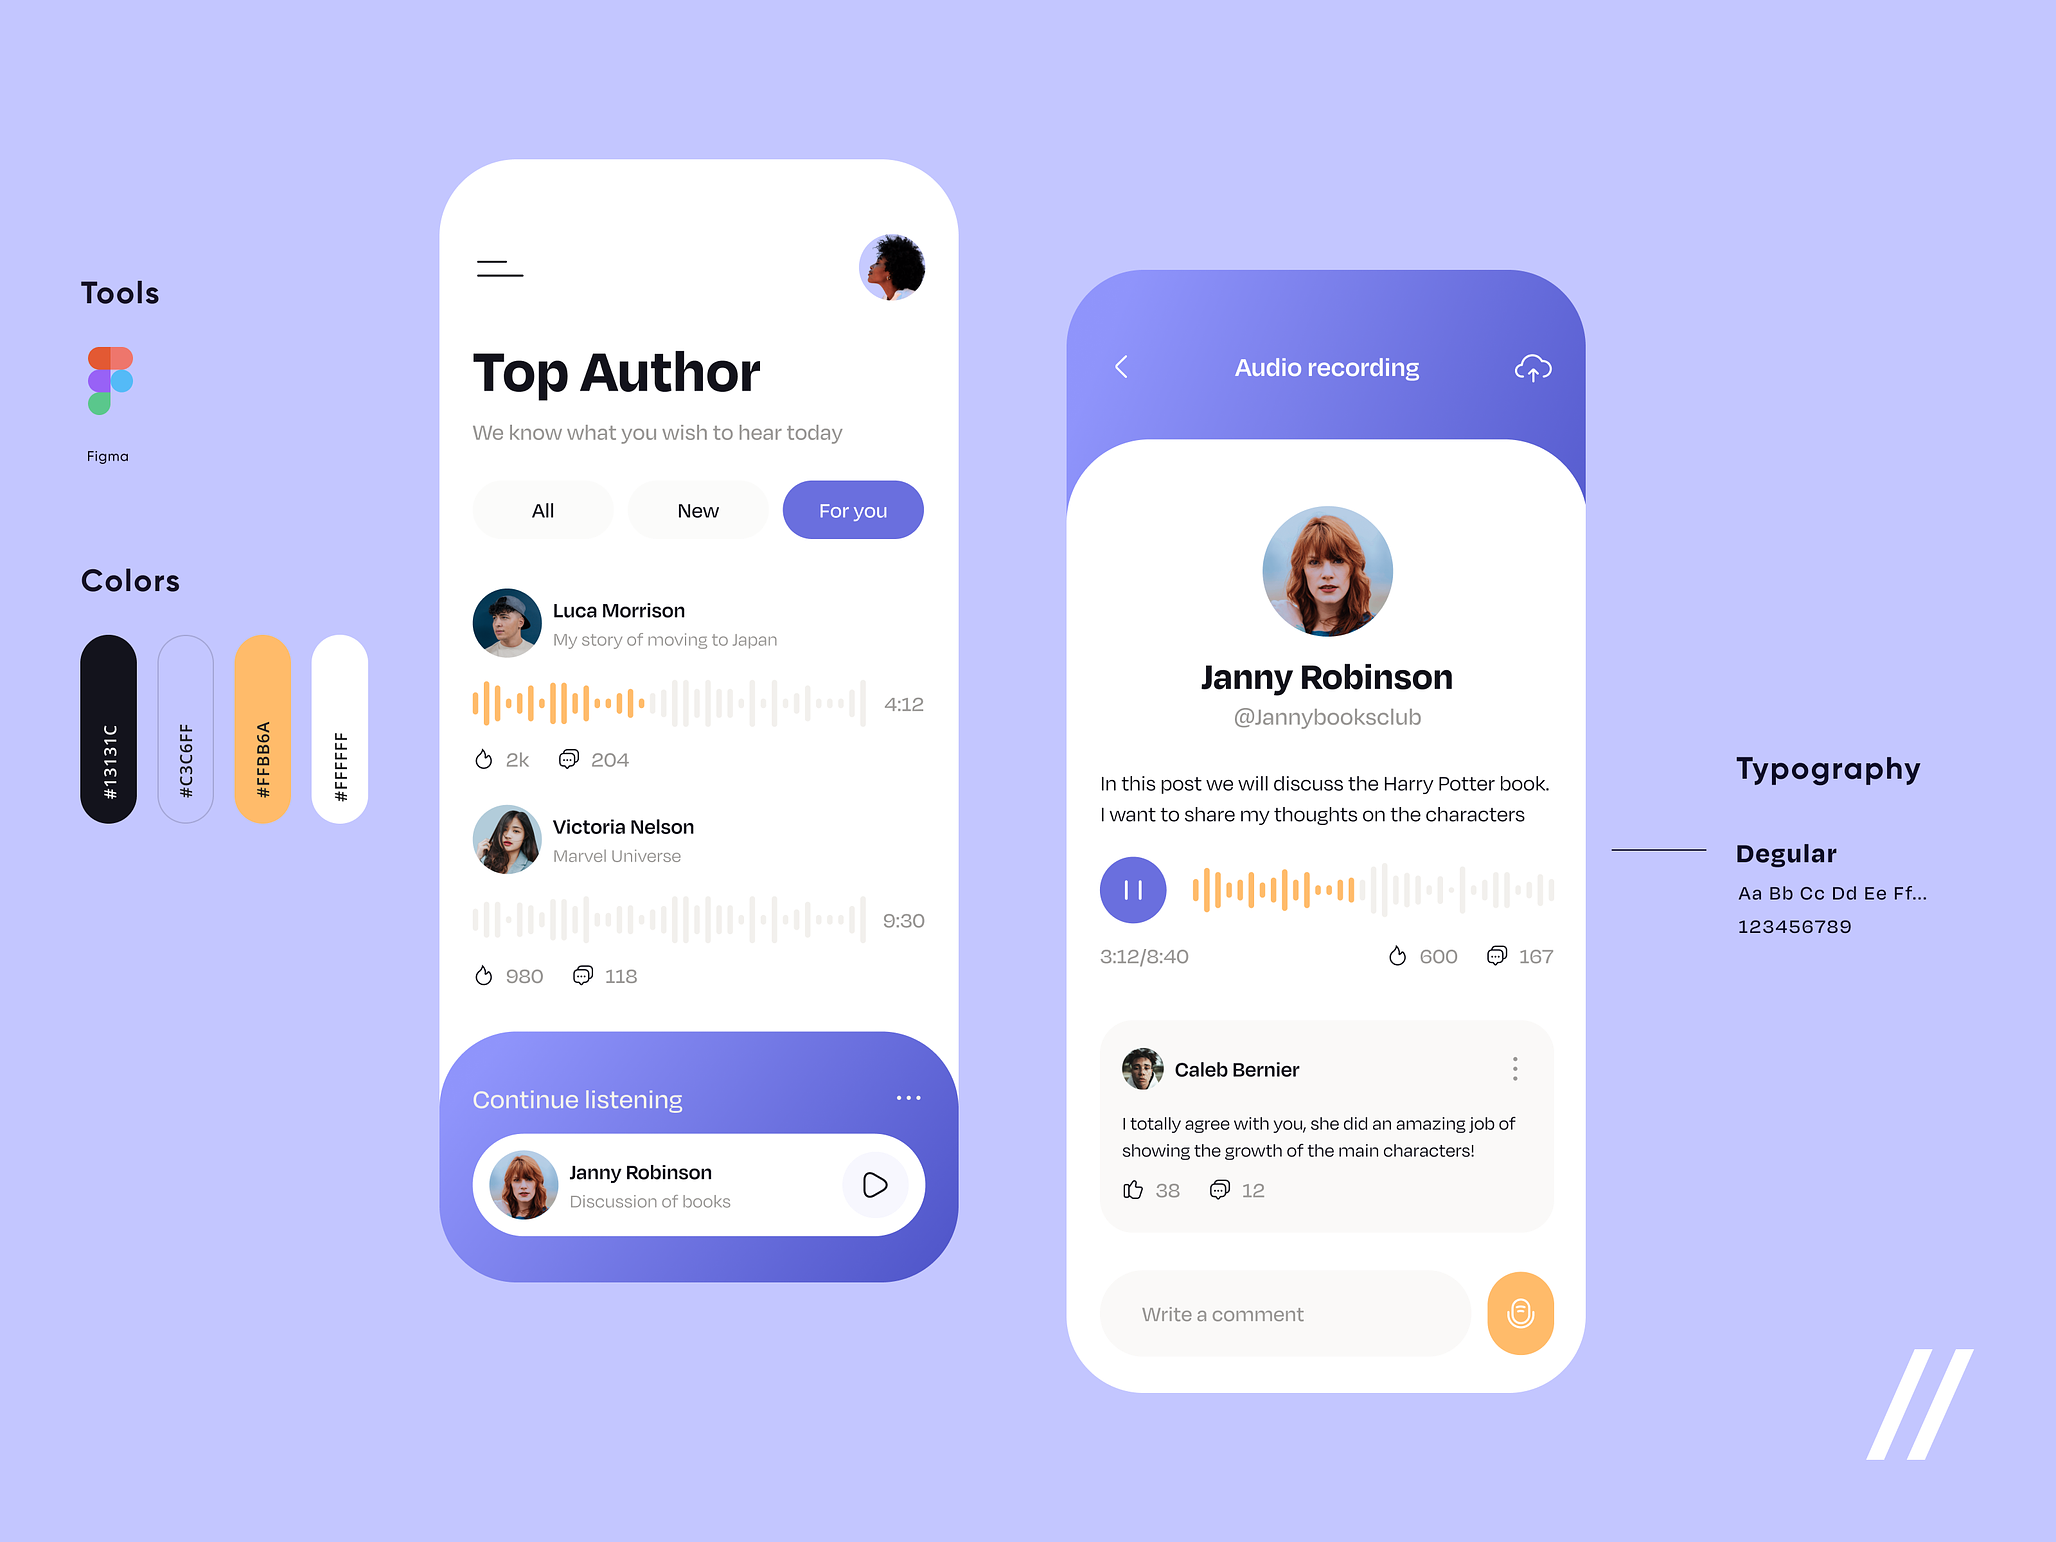 Tools
Figma
Colors
#13131C
#C3C6FF
#FFBB6A
#FFFFFF
Top Author
We know what you wish to hear today
All
New
For you
Luca Morrison
My story of moving to Japan
4:12
2k
204
Victoria Nelson
Marvel Universe
9:30
980
118
Continue listening
Janny Robinson
Discussion of books
Audio recording
Janny Robinson
@Jannybooksclub
In this post we will discuss the Harry Potter book.
I want to share my thoughts on the characters
3:12/8:40
600
167
Caleb Bernier
I totally agree with you, she did an amazing job of
showing the growth of the main characters!
38
12
Write a comment
Typography
Degular
Aa Bb Cc Dd Ee Ff...
123456789